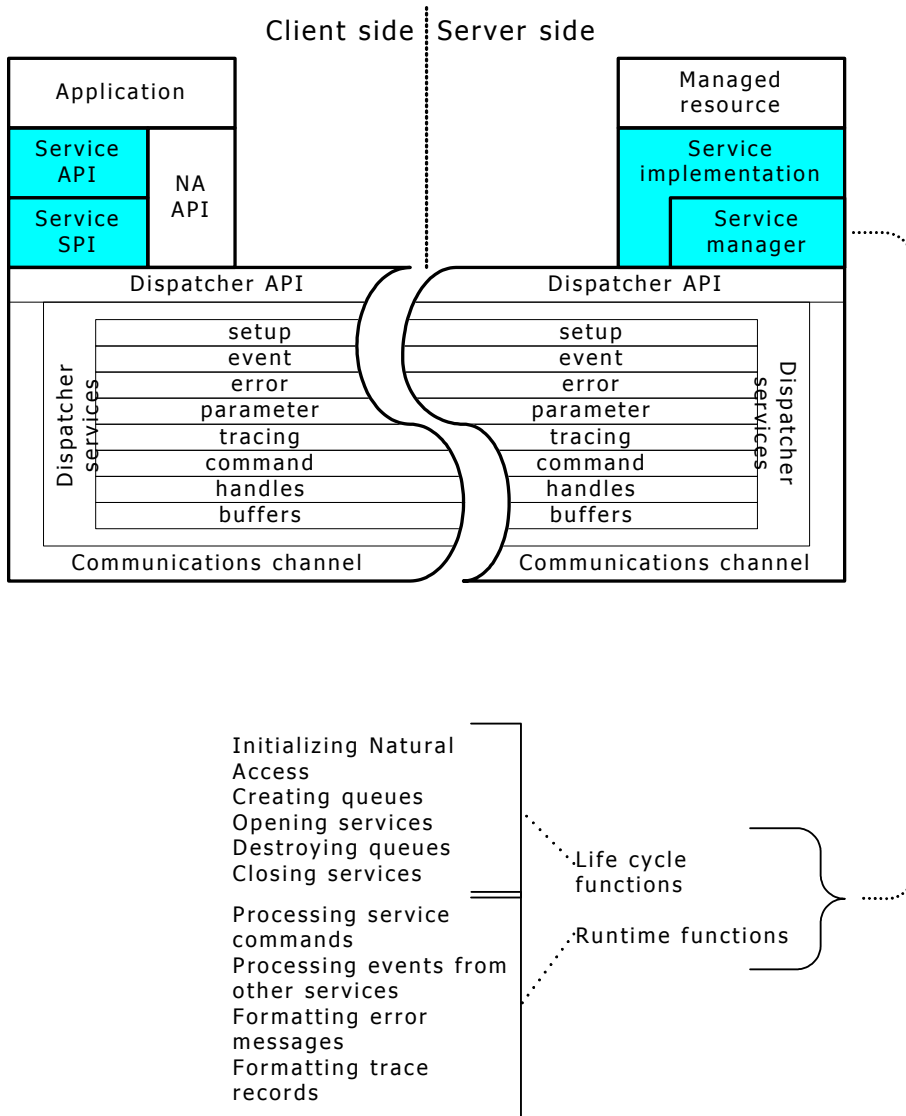 Client side
Server side
Application
Service
API
Service
SPI
NA
API
Managed
resource
Service
implementation
Service
manager
Dispatcher API
Dispatcher API
Dispatcher
services
setup
event
error
parameter
tracing
command
handles
buffers
setup
event
error
parameter
tracing
command
handles
buffers
Dispatcher
services
Communications channel
Communications channel
Initializing Natural
Access
Creating queues
Opening services
Destroying queues
Closing services
Life cycle
functions
Processing service
commands
Processing events from
other services
Formatting error
messages
Formatting trace
records
Runtime functions